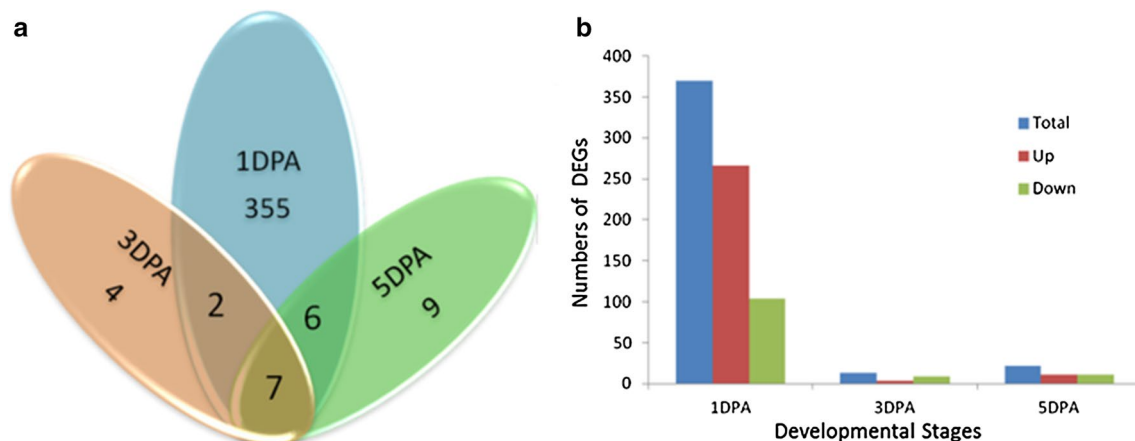 a
1DPA
355
3DPA
4
2
5DPA
9
6
7
b
Numbers of DEGs
400
350
300
250
200
150
100
50
0
Total
Up
Down
1DPA
3DPA
5DPA
Developmental Stages